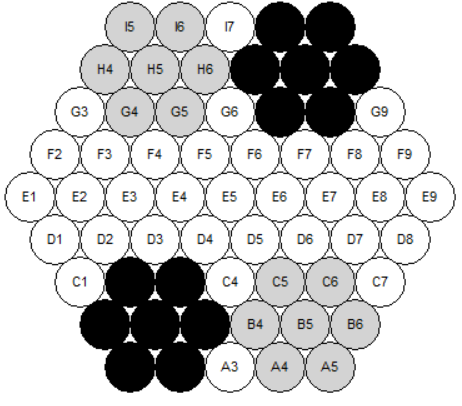 I5 I6 I7
H4 H5 H6
G3 G4 G5 G6 G9
F2 F3 F4 F5 F6 F7 F8 F9
E1 E2 E3 E4 E5 E6 E7 E8 E9
D1 D2 D3 D4 D5 D6 D7 D8
C1 C4 C5 C6 C7
B4 B5 B6
A3 A4 A5